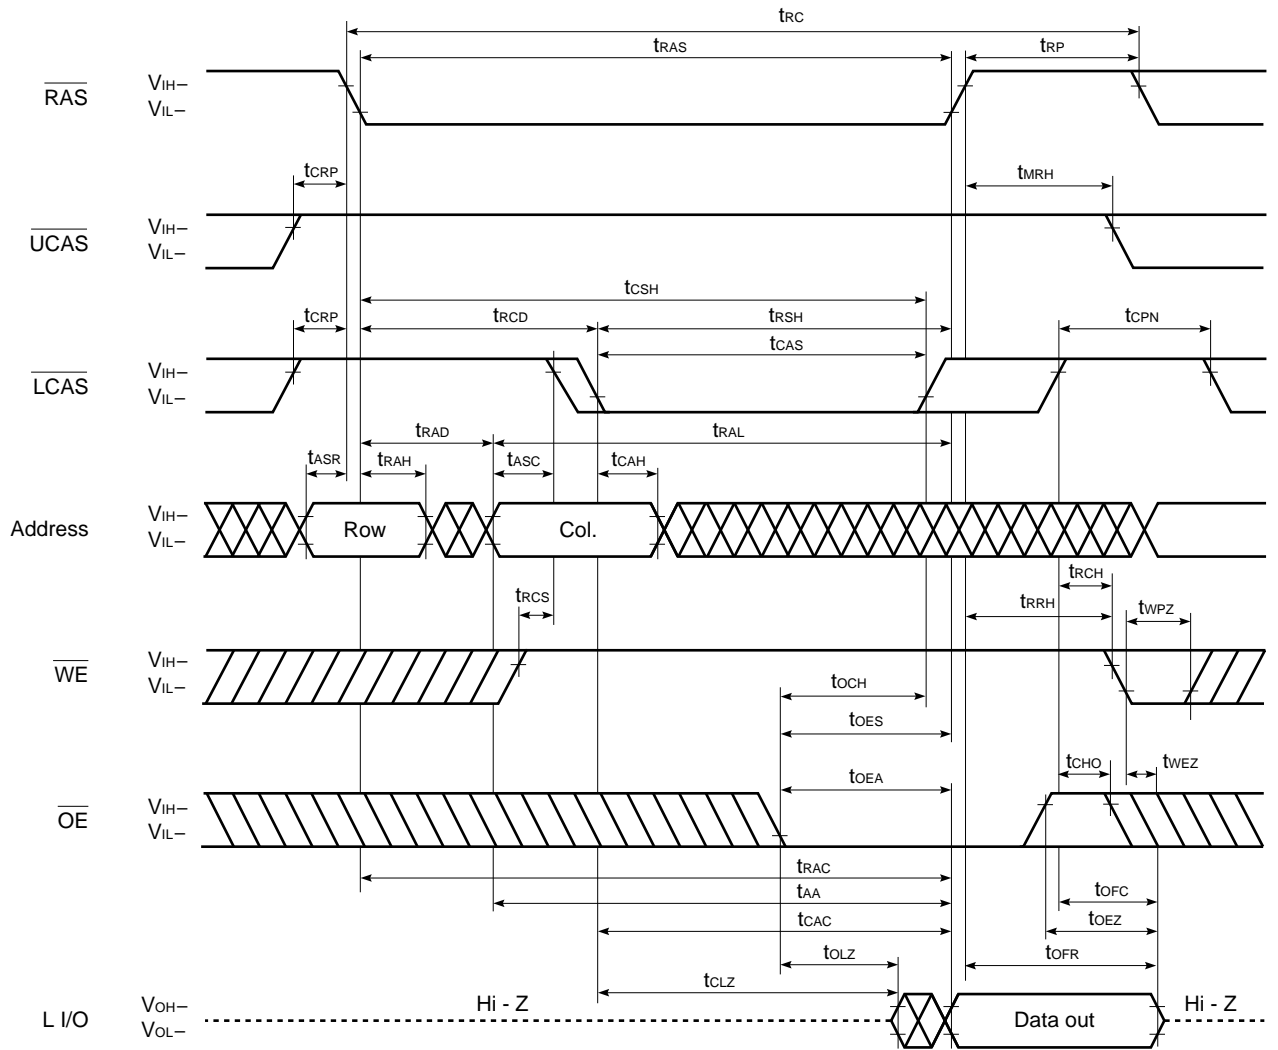 tRC
tRAS
tRP
RAS
VIH–
VIL–
tCRP
tMRH
UCAS
VIH–
VIL–
tCSH
tCRP
tRCD
tRSH
tCPN
tCAS
LCAS
VIH–
VIL–
tRAD
tRAL
tASR
tRAH
tASC
tCAH
Address
VIH–
VIL–
Row
Col.
tRCH
tRCS
tRRH
tWPZ
WE
VIH–
VIL–
tOCH
tOES
tCHO
tWEZ
tOEA
OE
VIH–
VIL–
tRAC
tAA
tOFC
tCAC
tOEZ
tOLZ
tOFR
tCLZ
L I/O
VOH–
VOL–
Hi - Z
Data out
Hi - Z